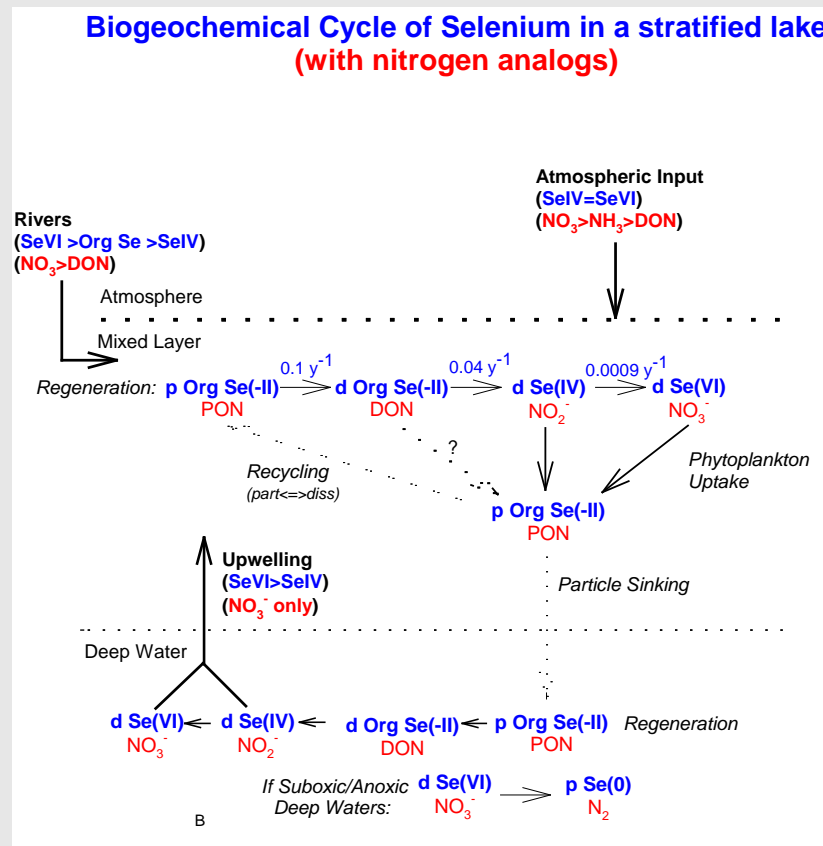 Biogeochemical Cycle of Selenium in a stratified lake
(with nitrogen analogs)
Atmospheric Input
(SeIV=SeVI)
(NO₃>NH₃>DON)
Rivers
(SeVI >Org Se >SeIV)
(NO₃>DON)
Atmosphere
Mixed Layer
0.1 y⁻¹ 0.04 y⁻¹ 0.0009 y⁻¹
Regeneration: p Org Se(-II) d Org Se(-II) d Se(IV) d Se(VI)
PON DON NO₂⁻ NO₃⁻
?
Recycling
(part<=>diss)
Phytoplankton
Uptake
p Org Se(-II)
PON
Upwelling
(SeVI>SeIV)
(NO₃⁻ only)
Particle Sinking
Deep Water
d Se(VI) d Se(IV) d Org Se(-II) p Org Se(-II) Regeneration
NO₃⁻ NO₂⁻ DON PON
If Suboxic/Anoxic
Deep Waters:
d Se(VI) p Se(0)
NO₃⁻ N₂
B